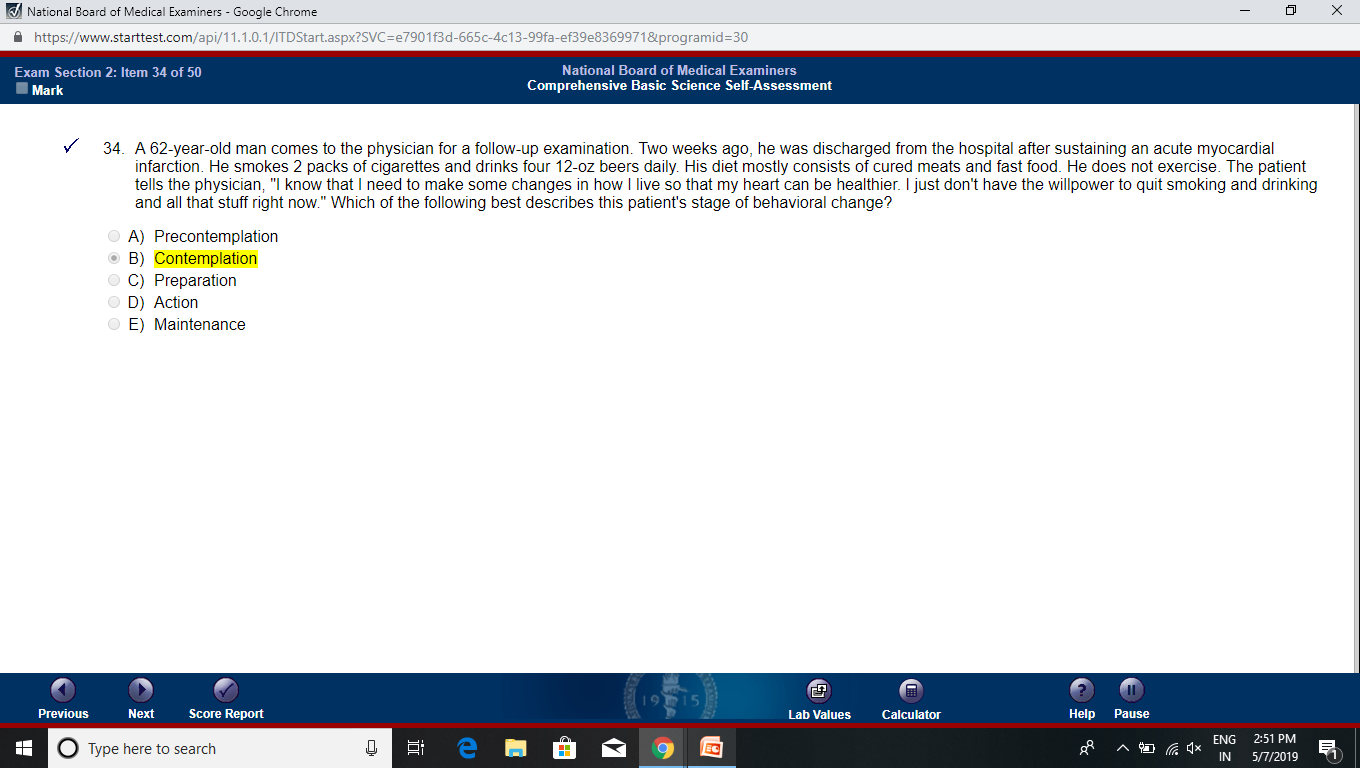 National Board of Medical Examiners - Google Chrome
https://www.starttest.com/api/11.1.0.1/ITDStart.aspx?SVC=e7901f3d-665c-4c13-99fa-ef39e8369971&programid=30
Exam Section 2: Item 34 of 50
National Board of Medical Examiners
Mark
Comprehensive Basic Science Self-Assessment
34. A 62-year-old man comes to the physician for a follow-up examination. Two weeks ago, he was discharged from the hospital after sustaining an acute myocardial
infarction. He smokes 2 packs of cigarettes and drinks four 12-oz beers daily. His diet mostly consists of cured meats and fast food. He does not exercise. The patient
tells the physician, "I know that I need to make some changes in how I live so that my heart can be healthier. I just don't have the willpower to quit smoking and drinking
and all that stuff right now." Which of the following best describes this patient's stage of behavioral change?
A) Precontemplation
B) Contemplation
C) Preparation
D) Action
E) Maintenance
1915
Previous Next Score Report Lab Values Calculator Help Pause
Type here to search
ENG
IN
2:51 PM
5/7/2019
1